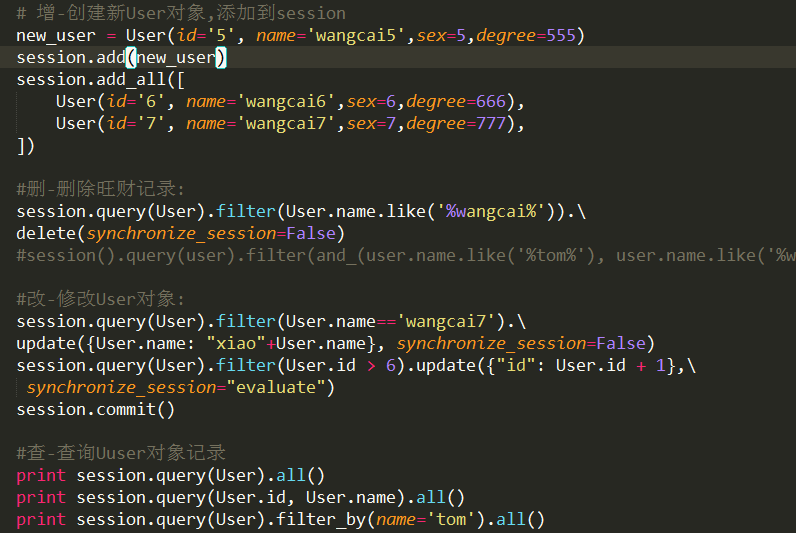 # 增-创建新User对象,添加到session
new_user = User(id='5', name='wangcai5',sex=5,degree=555)
session.add(new_user)
session.add_all([
    User(id='6', name='wangcai6',sex=6,degree=666),
    User(id='7', name='wangcai7',sex=7,degree=777),
])
#删-删除旺财记录:
session.query(User).filter(User.name.like('%wangcai%')).\
delete(synchronize_session=False)
#session().query(user).filter(and_(user.name.like('%tom%'), user.name.like('%w
#改-修改User对象:
session.query(User).filter(User.name=='wangcai7').\
update({User.name: "xiao"+User.name}, synchronize_session=False)
session.query(User).filter(User.id > 6).update({"id": User.id + 1},\
 synchronize_session="evaluate")
session.commit()
#查-查询Uuser对象记录
print session.query(User).all()
print session.query(User.id, User.name).all()
print session.query(User).filter_by(name='tom').all()